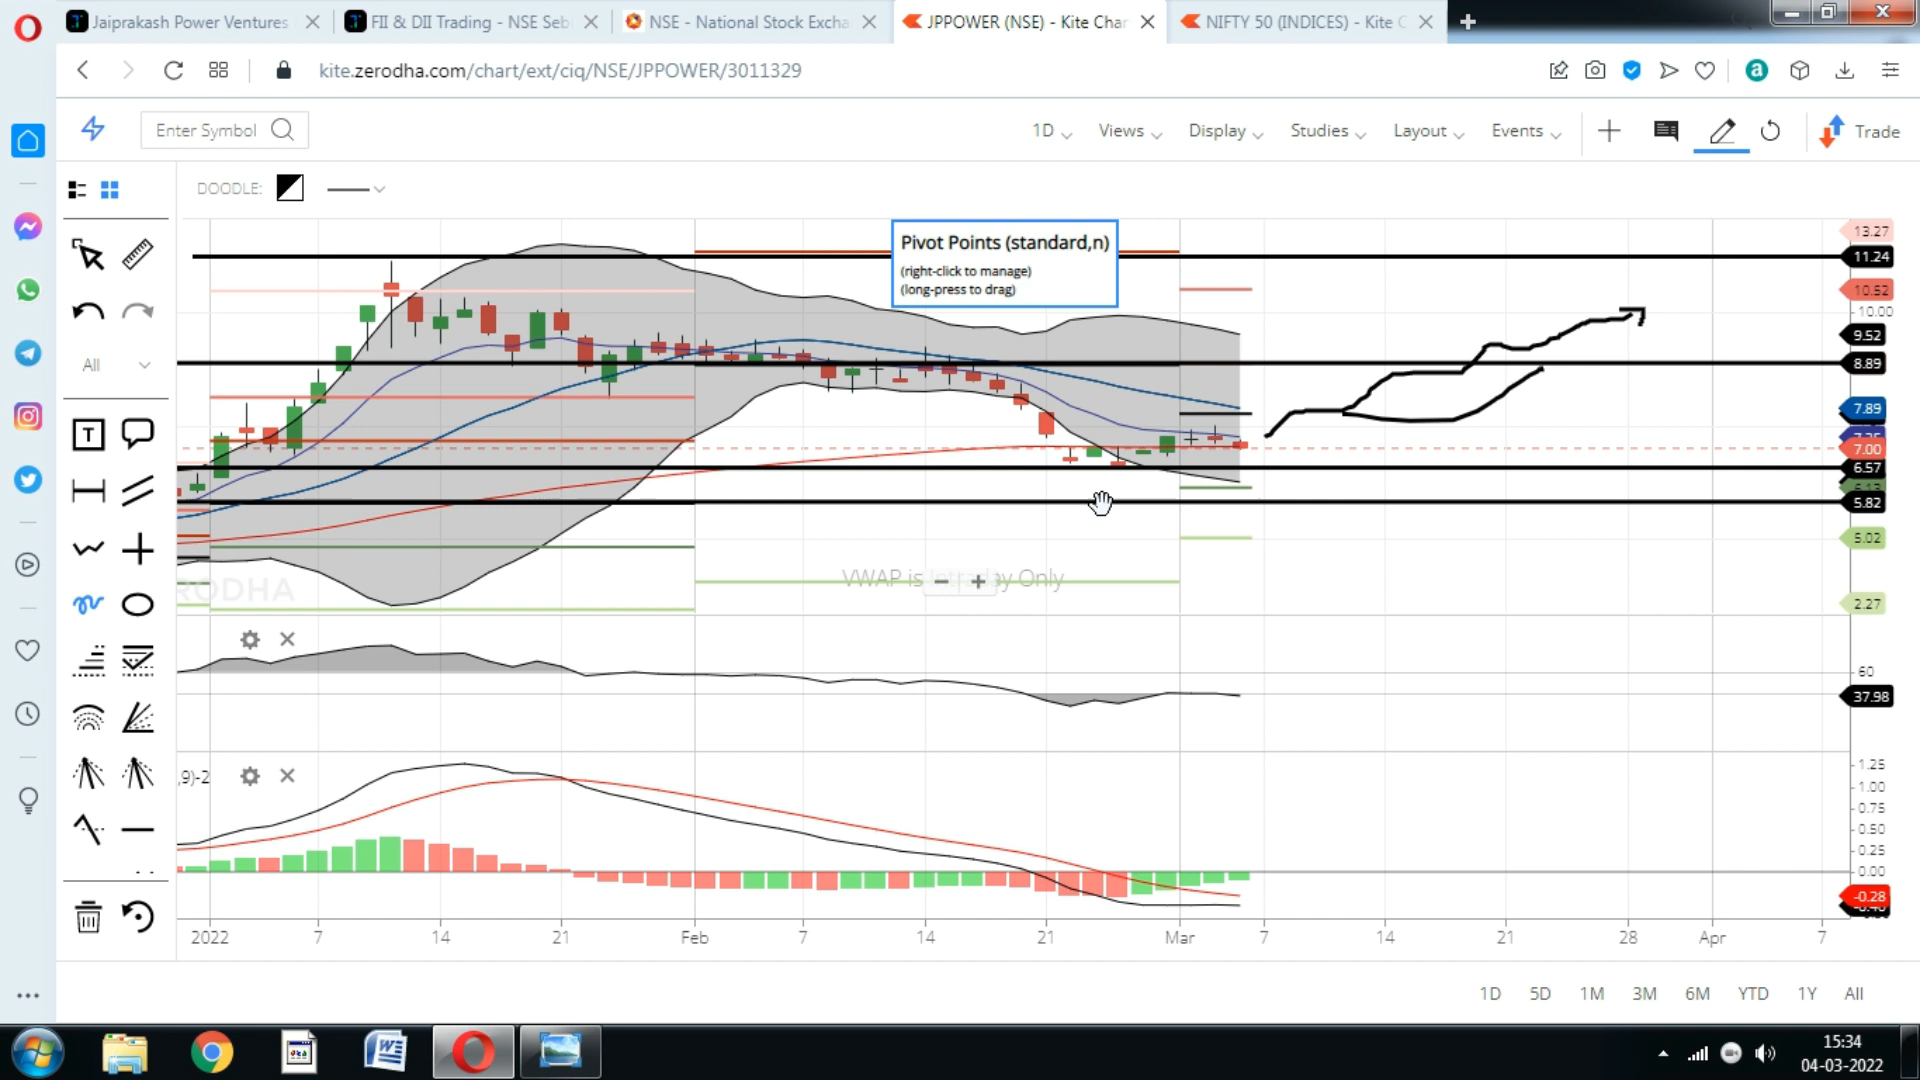 Jaiprakash Power Ventures
FII & DII Trading - NSE Seb
NSE - National Stock Excha
JPPOWER (NSE) - Kite Char
NIFTY 50 (INDICES) - Kite C
kite.zerodha.com/chart/ext/ciq/NSE/JPPOWER/3011329
a
Enter Symbol
1D
Views
Display
Studies
Layout
Events
Trade
DOODLE:
All
T
Pivot Points (standard,n)
(right-click to manage)
(long-press to drag)
13.27
11.24
10.52
10.00
9.52
8.89
7.89
7.00
6.57
5.82
5.02
2.27
VWAP is
y Only
60
37.98
,9)-2
1.25
1.00
0.75
0.50
0.25
0.00
-0.28
2022
7
14
21
Feb
7
14
21
Mar
7
14
21
28
Apr
7
1D
5D
1M
3M
6M
YTD
1Y
All
15:34
04-03-2022